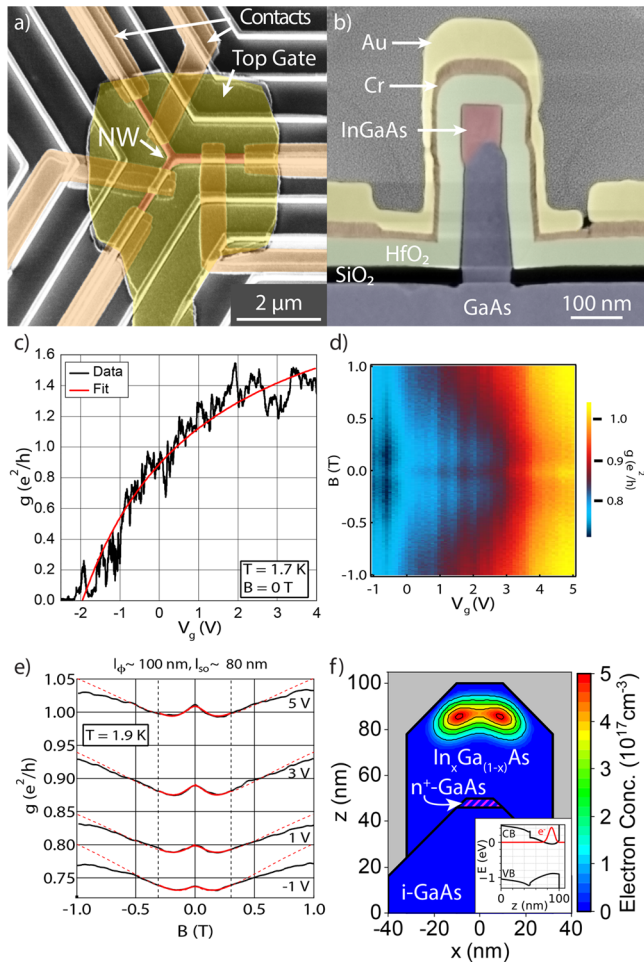 a)
Contacts
Top Gate
NW
2 µm
b)
Au
Cr
InGaAs
HfO₂
SiO₂
GaAs
100 nm
c)
1.6
1.4
1.2
1.0
0.8
0.6
0.4
0.2
0.0
g (e²/h)
Data
Fit
T = 1.7 K
B = 0 T
-2 -1 0 1 2 3 4
V_g (V)
d)
1.0
0.5
0.0
-0.5
-1.0
B (T)
-1 0 1 2 3 4 5
V_g (V)
1.0
0.9
0.8
g (e²/h)
e)
l_ϕ~ 100 nm, l_so~ 80 nm
1.05
1.00
0.95
0.90
0.85
0.80
0.75
g (e²/h)
T = 1.9 K
5 V
3 V
1 V
-1 V
-1.0 -0.5 0.0 0.5 1.0
B (T)
f)
100
80
60
40
20
0
z (nm)
InₓGa₍₁₋ₓ₎As
n⁺-GaAs
i-GaAs
CB
e⁻
VB
0
-1
E (eV)
0 50 100
z (nm)
-40 -20 0 20 40
x (nm)
5
4
3
2
1
0
Electron Conc. (10¹⁷cm⁻³)